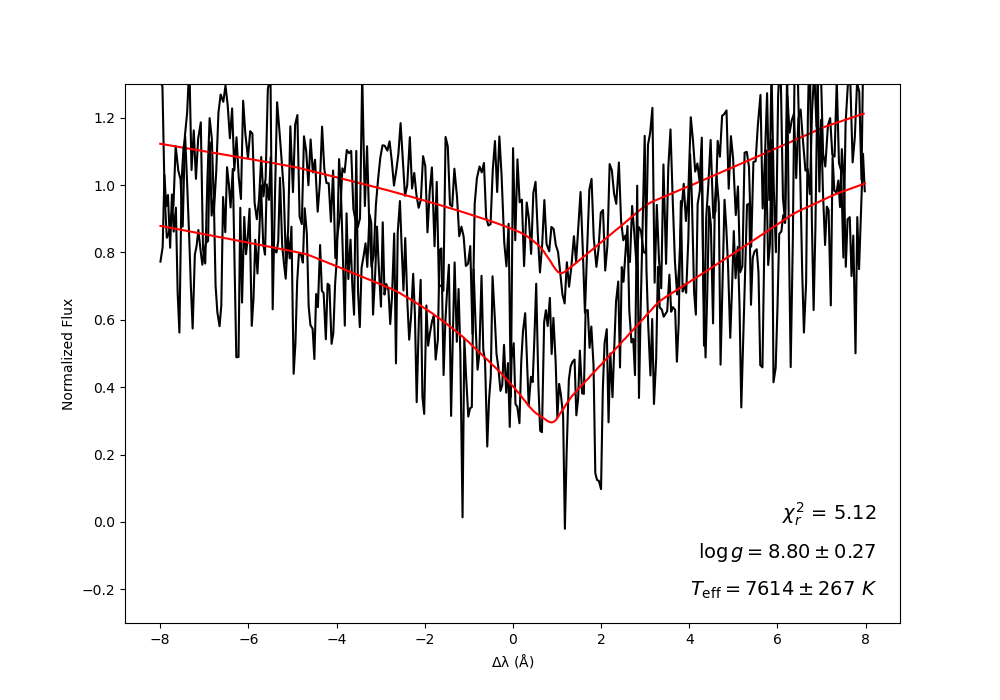 1.2
1.0
0.8
0.6
0.4
0.2
0.0
−0.2
Normalized Flux
χ_r^2 = 5.12
log g = 8.80 ± 0.27
T_eff = 7614 ± 267 K
−8 −6 −4 −2 0 2 4 6 8
Δλ (Å)